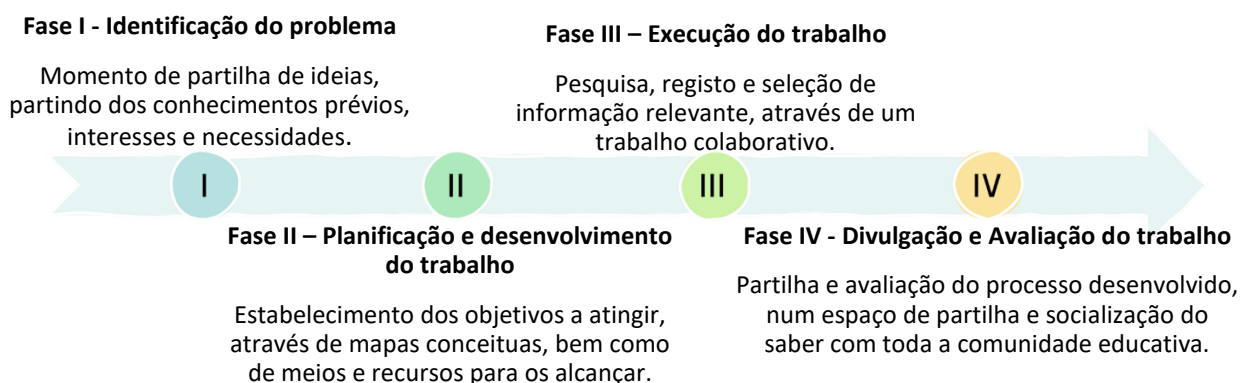 Fase I - Identificação do problema
Momento de partilha de ideias,
partindo dos conhecimentos prévios,
interesses e necessidades.
Fase III – Execução do trabalho
Pesquisa, registo e seleção de
informação relevante, através de um
trabalho colaborativo.
I
II
III
IV
Fase II – Planificação e desenvolvimento
do trabalho
Estabelecimento dos objetivos a atingir,
através de mapas conceituas, bem como
de meios e recursos para os alcançar.
Fase IV - Divulgação e Avaliação do trabalho
Partilha e avaliação do processo desenvolvido,
num espaço de partilha e socialização do
saber com toda a comunidade educativa.